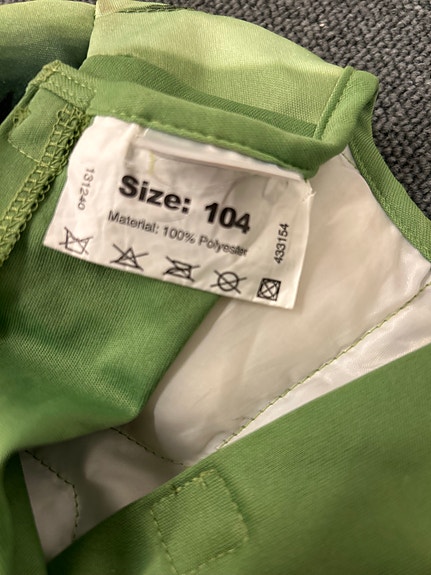 131240
Size: 104
Material: 100% Polyester
433154